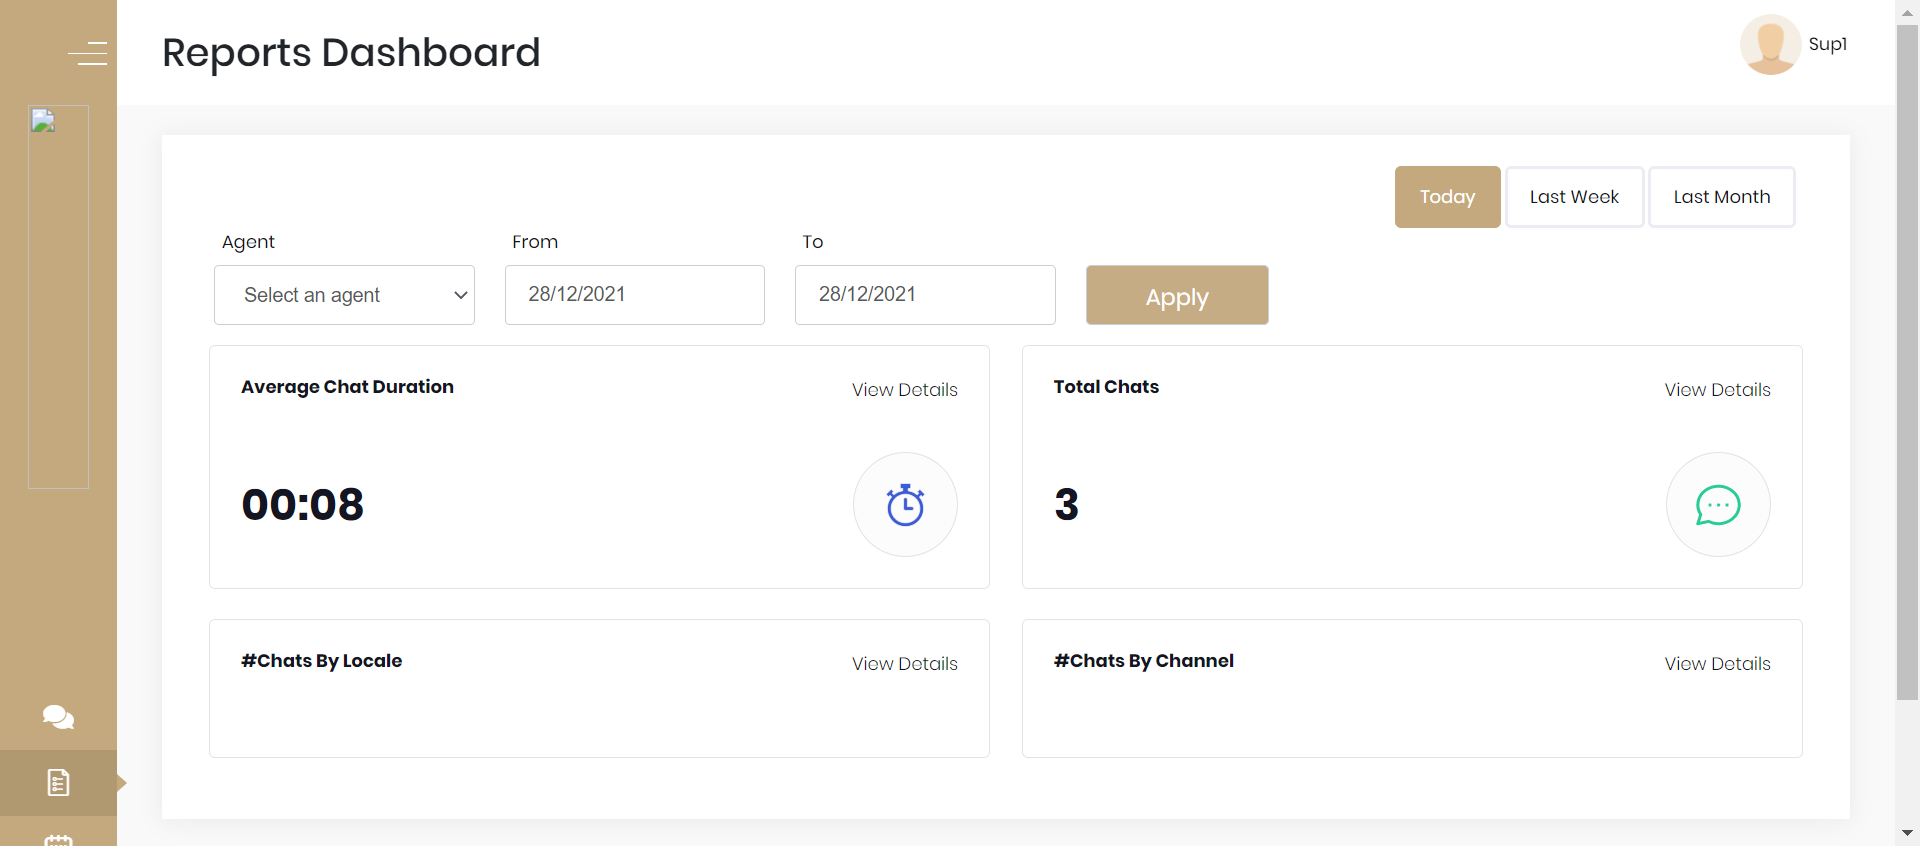 Reports Dashboard
Sup1
Today
Last Week
Last Month
Agent
From
To
Select an agent
28/12/2021
28/12/2021
Apply
Average Chat Duration
View Details
00:08
Total Chats
View Details
3
#Chats By Locale
View Details
#Chats By Channel
View Details